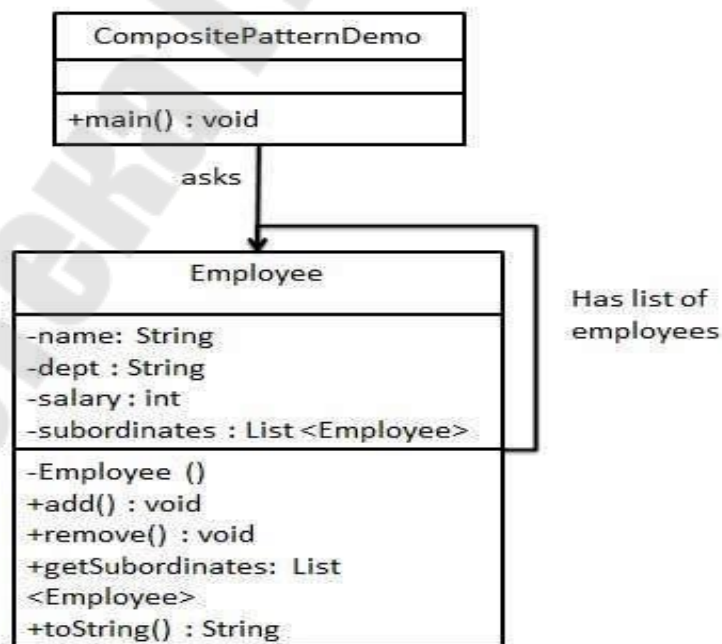 CompositePatternDemo
+main() : void
asks
Employee
Has list of
employees
-name: String
-dept : String
-salary : int
-subordinates : List <Employee>
-Employee ()
+add() : void
+remove() : void
+getSubordinates: List
<Employee>
+toString() : String